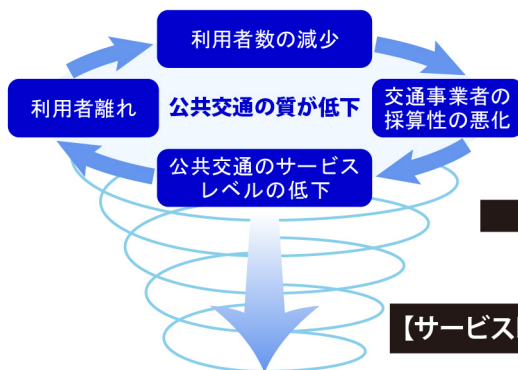 利用者数の減少
利用者離れ
公共交通の質が低下
交通事業者の
採算性の悪化
公共交通のサービス
レベルの低下
【サービス